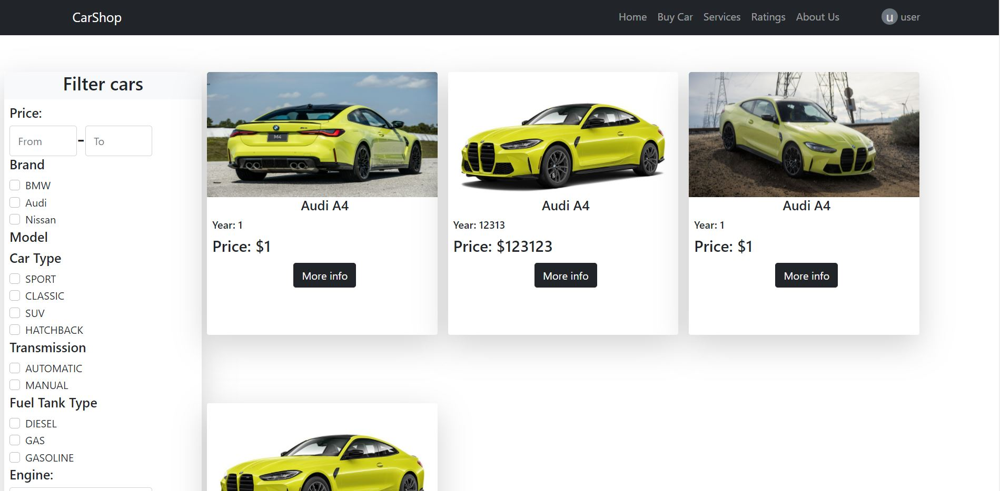 CarShop Home Buy Car Services Ratings About Us u user
Filter cars
Price:
From - To
Brand
BMW
Audi
Nissan
Model
Car Type
SPORT
CLASSIC
SUV
HATCHBACK
Transmission
AUTOMATIC
MANUAL
Fuel Tank Type
DIESEL
GAS
GASOLINE
Engine:
M4
Audi A4
Year: 1
Price: $1
More info
Audi A4
Year: 12313
Price: $123123
More info
Audi A4
Year: 1
Price: $1
More info